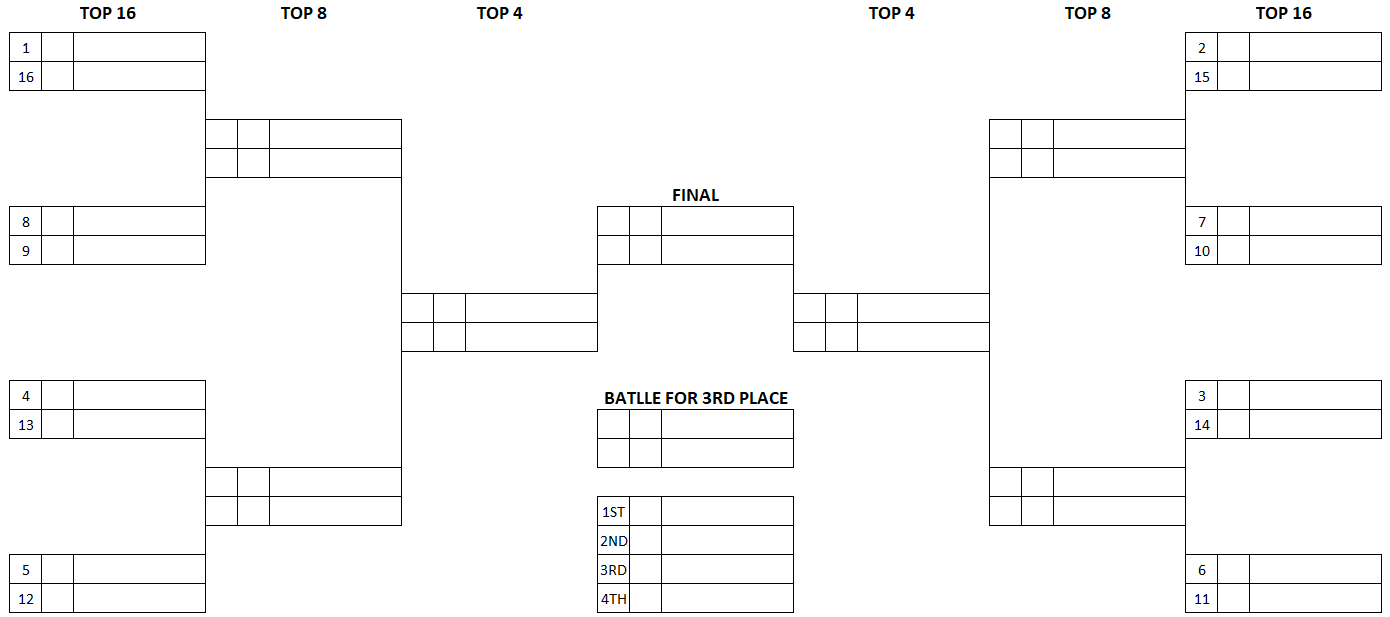 TOP 16 TOP 8 TOP 4 TOP 4 TOP 8 TOP 16
1 2
16 15
FINAL
8 7
9 10
4 3
BATLLE FOR 3RD PLACE
13 14
1ST
2ND
5 3RD 6
12 4TH 11